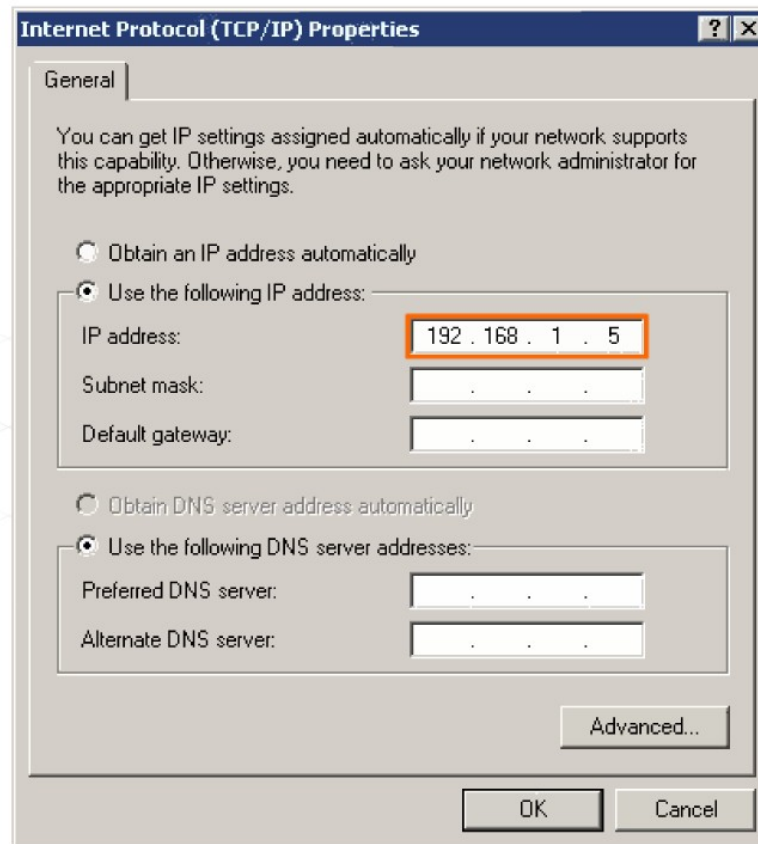 Internet Protocol (TCP/IP) Properties
General
You can get IP settings assigned automatically if your network supports
this capability. Otherwise, you need to ask your network administrator for
the appropriate IP settings.
Obtain an IP address automatically
Use the following IP address:
IP address: 192 . 168 . 1 . 5
Subnet mask: . . .
Default gateway: . . .
Obtain DNS server address automatically
Use the following DNS server addresses:
Preferred DNS server: . . .
Alternate DNS server: . . .
Advanced...
OK Cancel